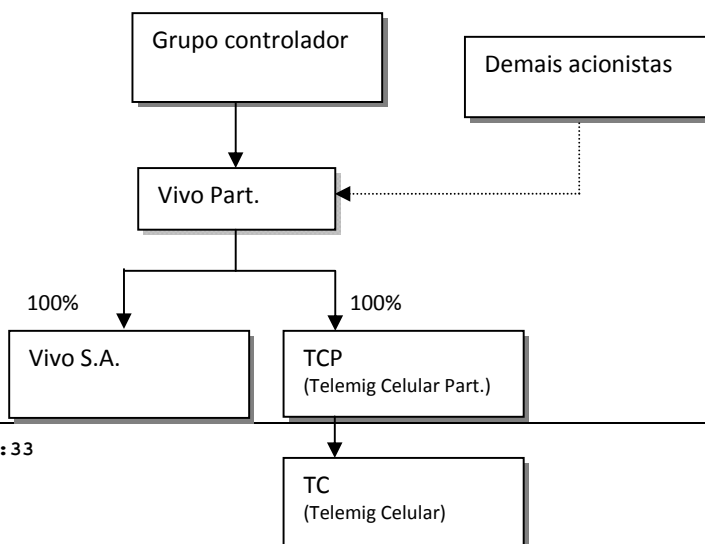 Grupo controlador
Demais acionistas
Vivo Part.
100%
100%
Vivo S.A.
TCP
(Telemig Celular Part.)
:33
TC
(Telemig Celular)